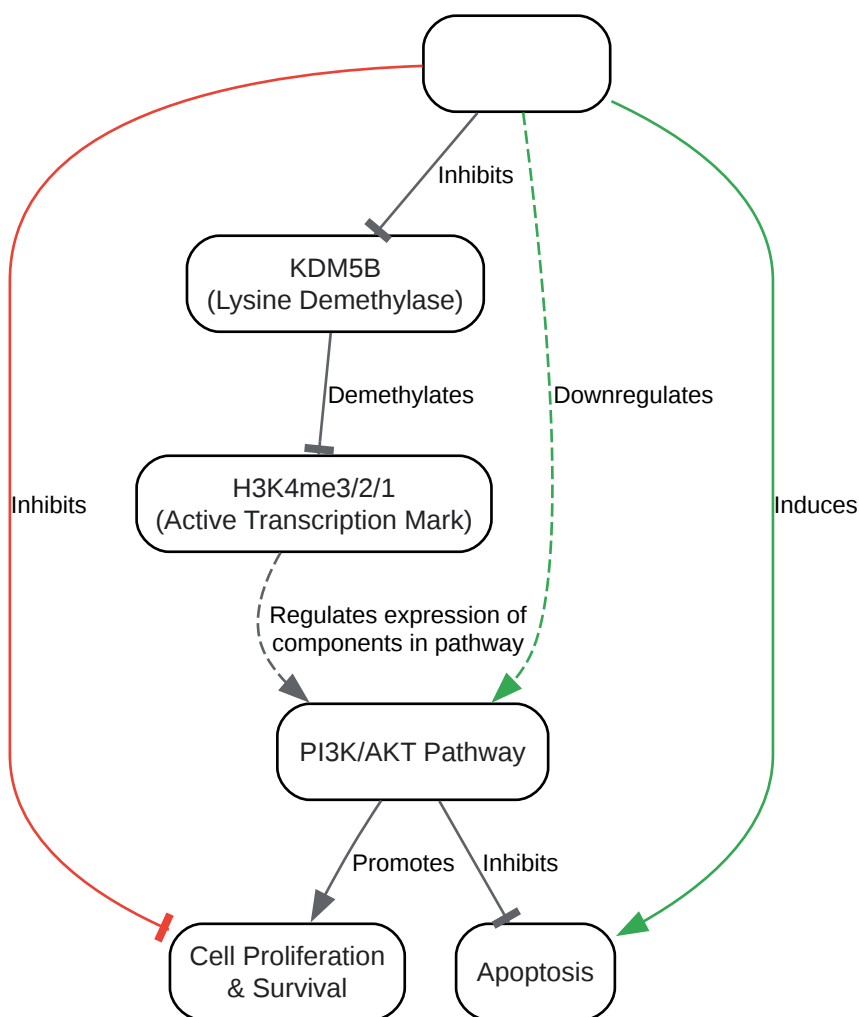 Inhibits
KDM5B
(Lysine Demethylase)
Demethylates
Downregulates
H3K4me3/2/1
(Active Transcription Mark)
Inhibits
Induces
Regulates expression of
components in pathway
PI3K/AKT Pathway
Promotes
Inhibits
Cell Proliferation
& Survival
Apoptosis